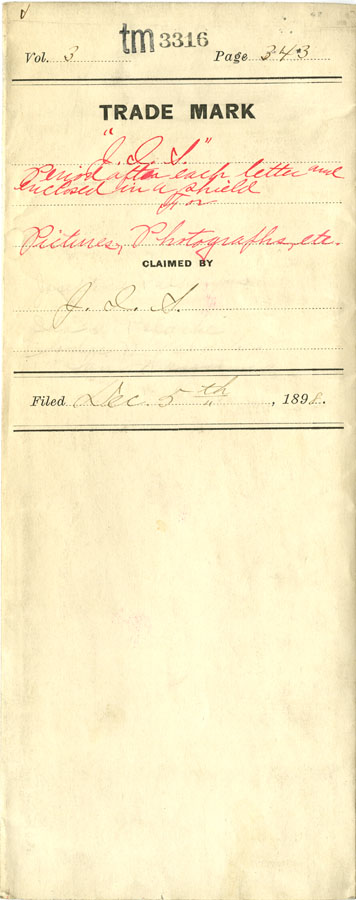 tm 3316
Vol. 3 Page 343
TRADE MARK
"J. I. S."
Period after each letter and
enclosed in a shield
For
Pictures, Photographs, etc.
CLAIMED BY
J. I. S.
Filed Dec. 5th, 1898.